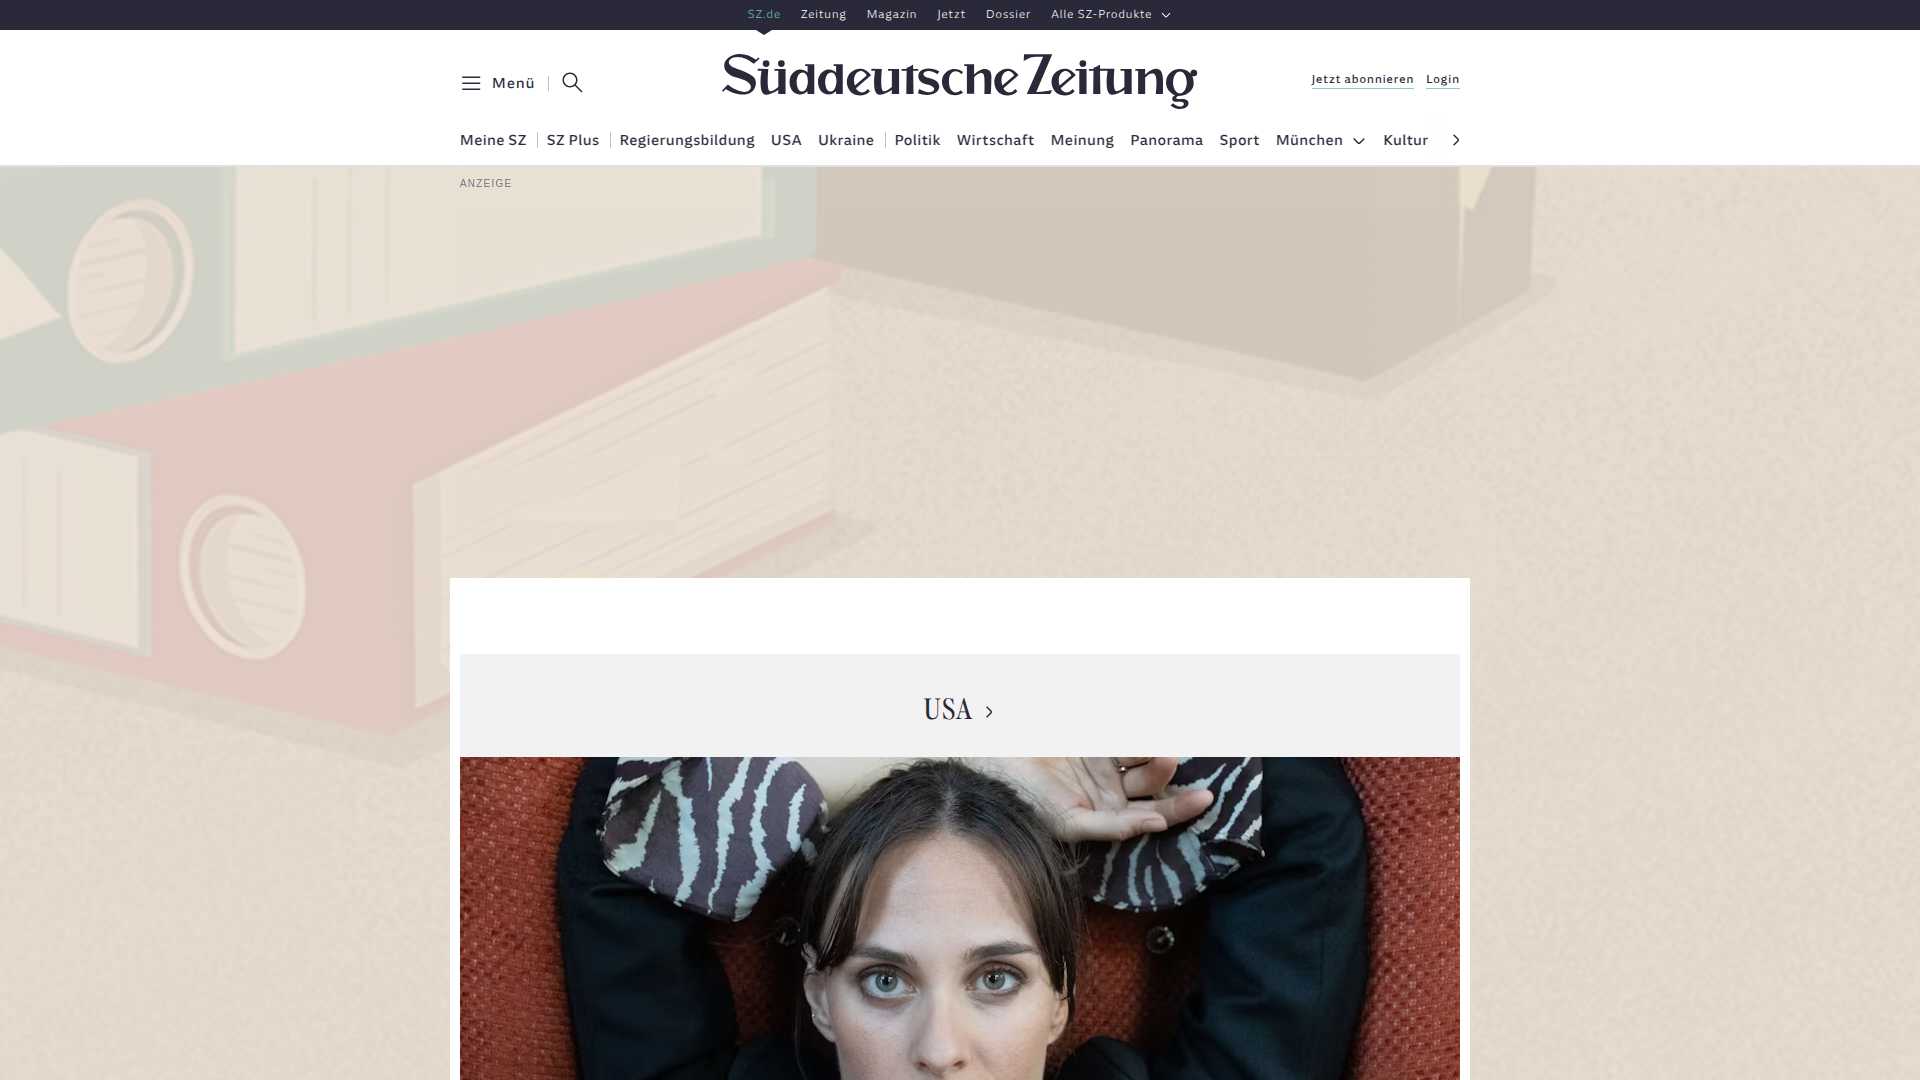 SZ.de Zeitung Magazin Jetzt Dossier Alle SZ-Produkte
Menü
Süddeutsche Zeitung
Jetzt abonnieren Login
Meine SZ SZ Plus Regierungsbildung USA Ukraine Politik Wirtschaft Meinung Panorama Sport München Kultur
ANZEIGE
USA